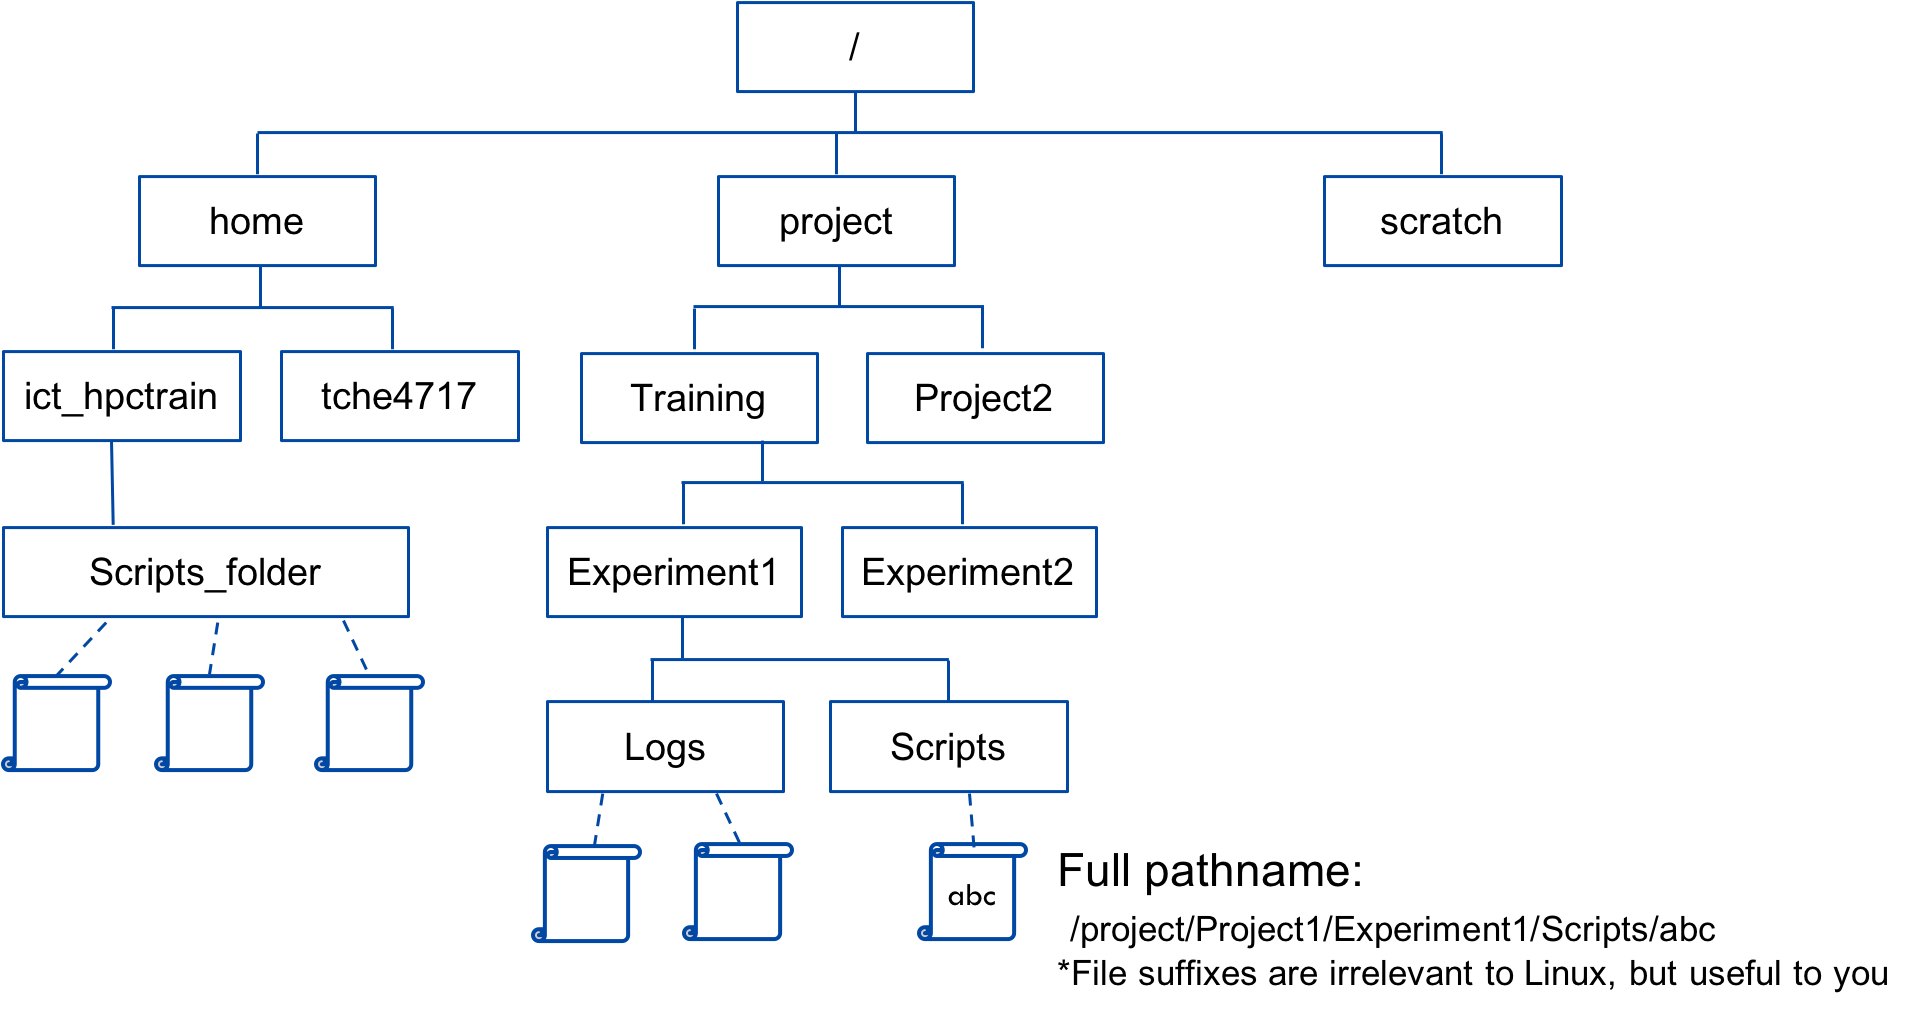 /
home
project
scratch
ict_hpctrain
tche4717
Training
Project2
Scripts_folder
Experiment1
Experiment2
Logs
Scripts
abc
Full pathname:
/project/Project1/Experiment1/Scripts/abc
*File suffixes are irrelevant to Linux, but useful to you